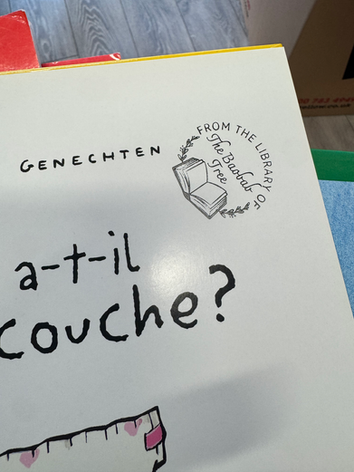 GENECHTEN
FROM THE LIBRARY OF
The Baobab
Tree
a-t-il
couche?